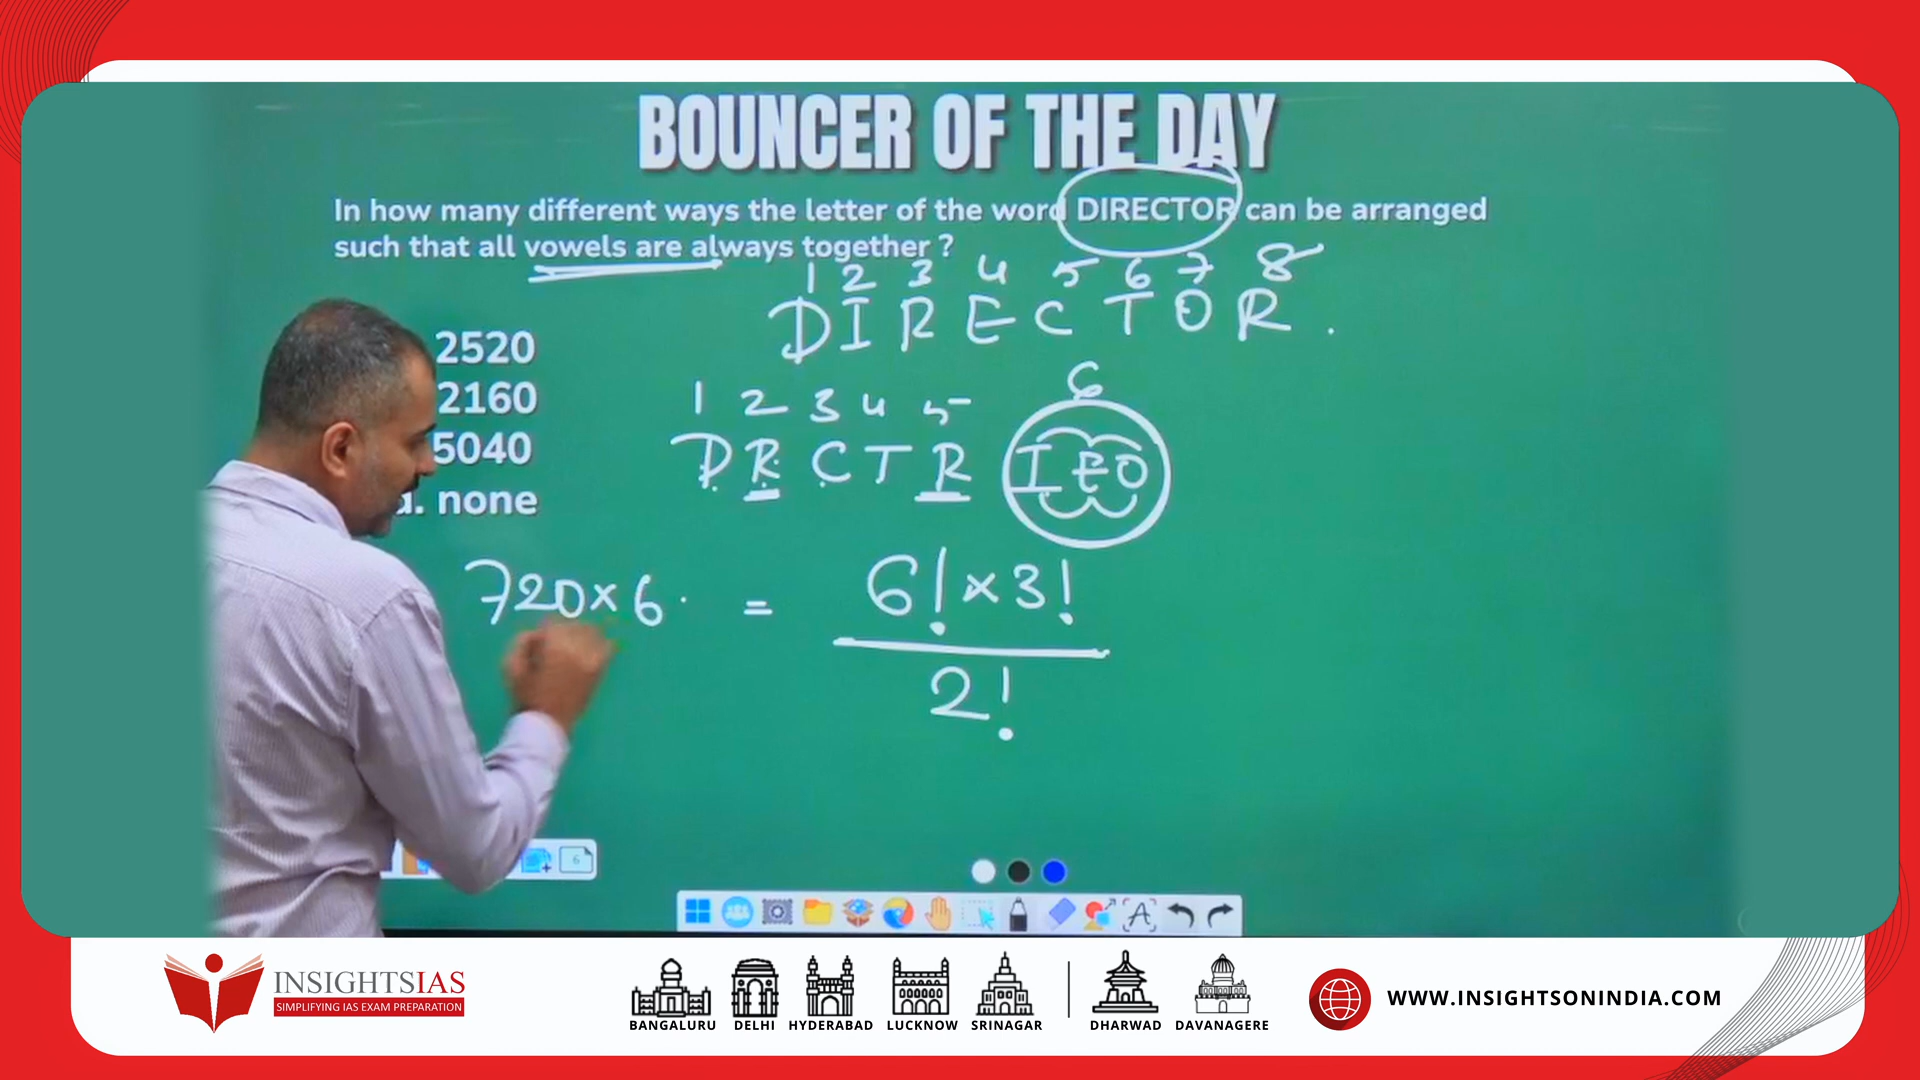 BOUNCER OF THE DAY
In how many different ways the letter of the word DIRECTOR can be arranged
such that all vowels are always together ?
1 2 3 4 5 6 7 8
D I R E C T O R .
2520
2160
5040
d. none
6
1 2 3 4 5
D R C T R I E O
720×6. = 6! × 3!
2!
6
A
INSIGHTSIAS
SIMPLIFYING IAS EXAM PREPARATION
BANGALURU DELHI HYDERABAD LUCKNOW SRINAGAR DHARWAD DAVANAGERE
WWW.INSIGHTSONINDIA.COM